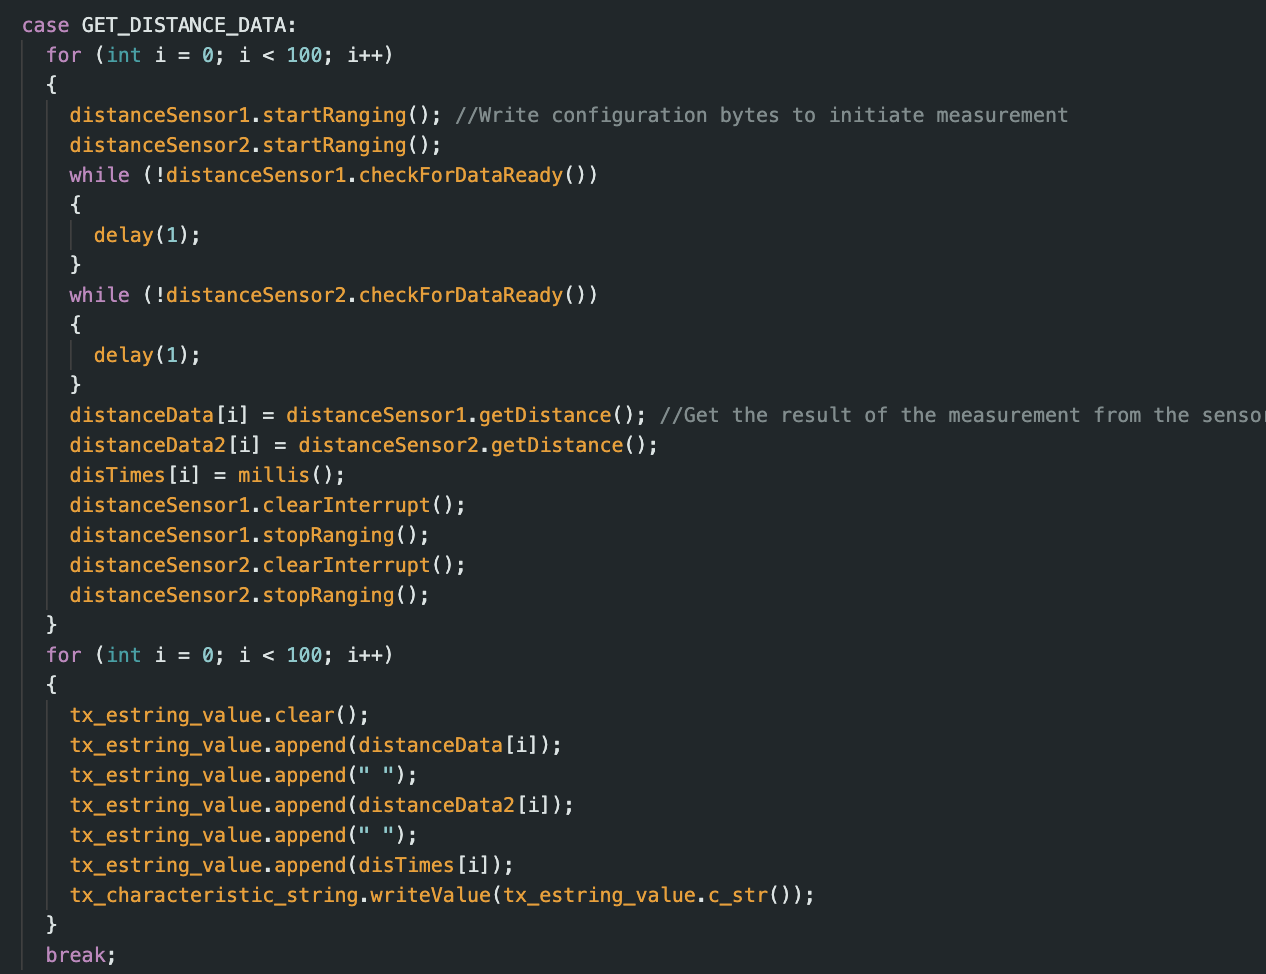 case GET_DISTANCE_DATA:
for (int i = 0; i < 100; i++)
{
distanceSensor1.startRanging(); //Write configuration bytes to initiate measurement
distanceSensor2.startRanging();
while (!distanceSensor1.checkForDataReady())
{
delay(1);
}
while (!distanceSensor2.checkForDataReady())
{
delay(1);
}
distanceData[i] = distanceSensor1.getDistance(); //Get the result of the measurement from the sensor
distanceData2[i] = distanceSensor2.getDistance();
disTimes[i] = millis();
distanceSensor1.clearInterrupt();
distanceSensor1.stopRanging();
distanceSensor2.clearInterrupt();
distanceSensor2.stopRanging();
}
for (int i = 0; i < 100; i++)
{
tx_estring_value.clear();
tx_estring_value.append(distanceData[i]);
tx_estring_value.append(" ");
tx_estring_value.append(distanceData2[i]);
tx_estring_value.append(" ");
tx_estring_value.append(disTimes[i]);
tx_characteristic_string.writeValue(tx_estring_value.c_str());
}
break;